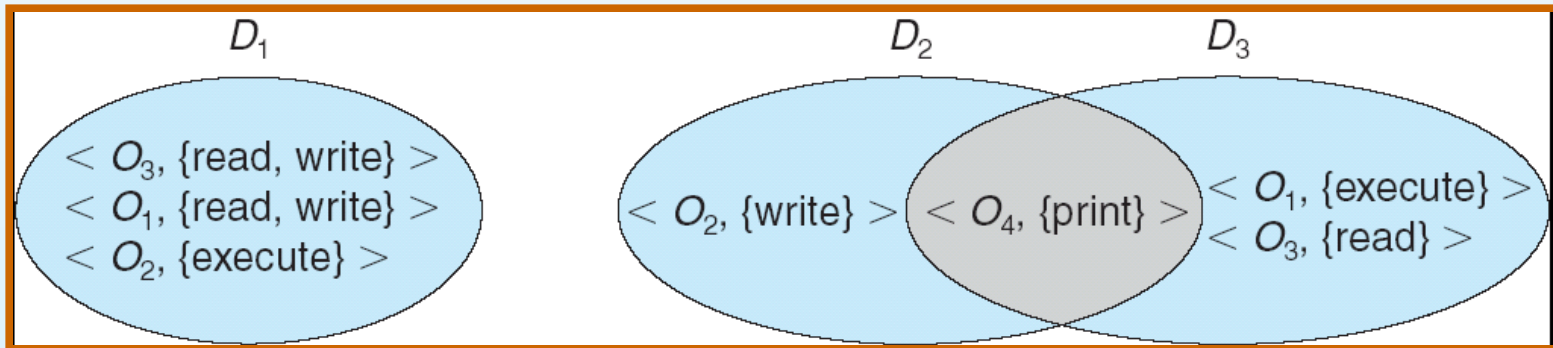 D₁
< O₃, {read, write} >
< O₁, {read, write} >
< O₂, {execute} >
D₂
D₃
< O₂, {write} >
< O₄, {print} >
< O₁, {execute} >
< O₃, {read} >